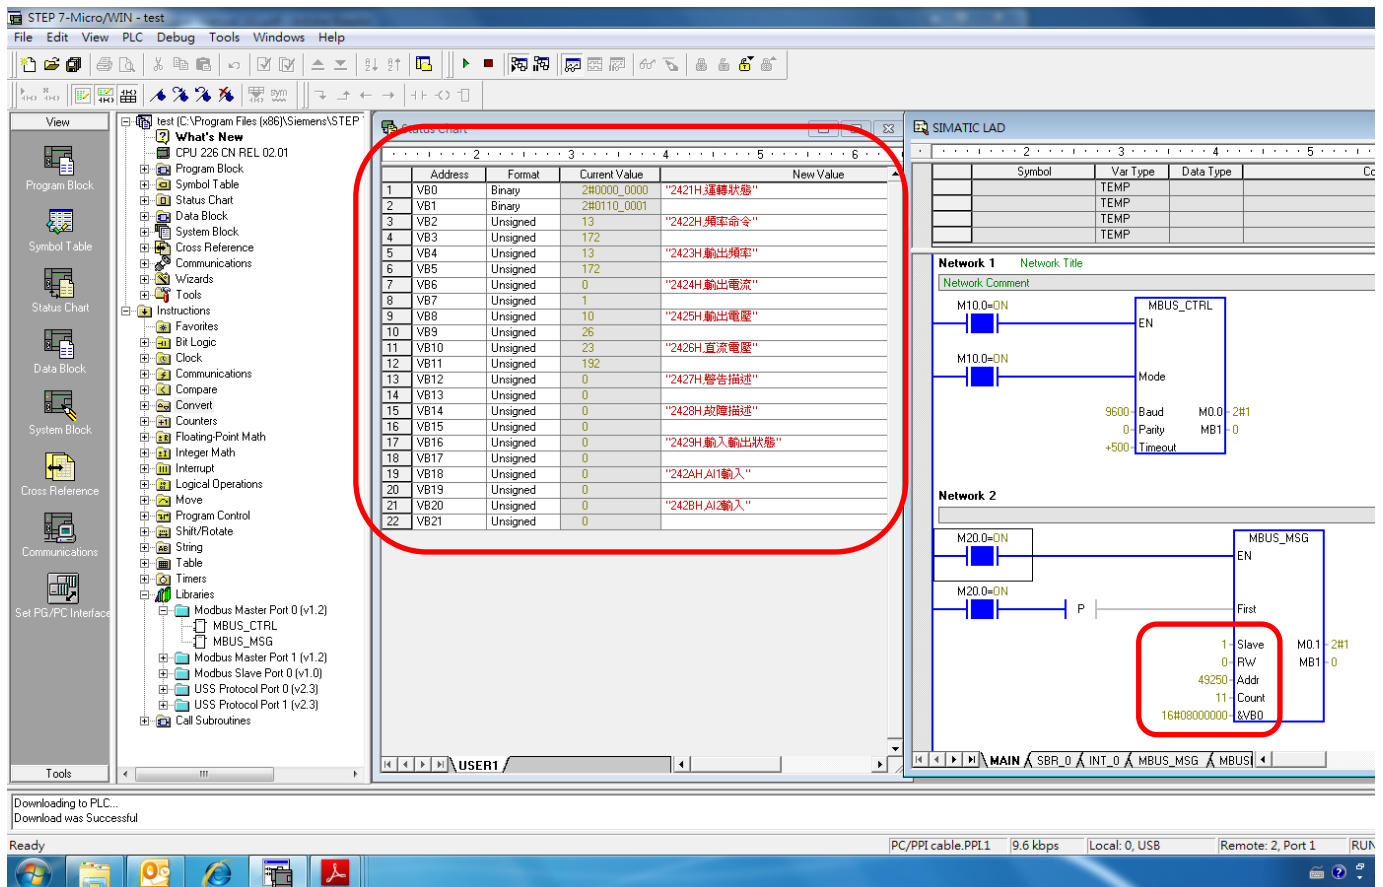 STEP 7-Micro/WIN - test
File Edit View PLC Debug Tools Windows Help
View
Program Block
Symbol Table
Status Chart
Data Block
System Block
Cross Reference
Communications
Set PG/PC Interface
Tools
test (C:\Program Files (x86)\Siemens\STEP
What's New
CPU 226 CN REL 02.01
Program Block
Symbol Table
Status Chart
Data Block
System Block
Cross Reference
Communications
Wizards
Tools
Instructions
Favorites
Bit Logic
Clock
Communications
Compare
Convert
Counters
Floating-Point Math
Integer Math
Interrupt
Logical Operations
Move
Program Control
Shift/Rotate
String
Table
Timers
Libraries
Modbus Master Port 0 (v1.2)
MBUS_CTRL
MBUS_MSG
Modbus Master Port 1 (v1.2)
Modbus Slave Port 0 (v1.0)
USS Protocol Port 0 (v2.3)
USS Protocol Port 1 (v2.3)
Call Subroutines
Status Chart
2 3 4 5 6
Address Format Current Value New Value
1 VB0 Binary 2#0000_0000 "2421H,運轉狀態"
2 VB1 Binary 2#0110_0001
3 VB2 Unsigned 13 "2422H,頻率命令"
4 VB3 Unsigned 172
5 VB4 Unsigned 13 "2423H,輸出頻率"
6 VB5 Unsigned 172
7 VB6 Unsigned 0 "2424H,輸出電流"
8 VB7 Unsigned 1
9 VB8 Unsigned 10 "2425H,輸出電壓"
10 VB9 Unsigned 26
11 VB10 Unsigned 23 "2426H,直流電壓"
12 VB11 Unsigned 192
13 VB12 Unsigned 0 "2427H,警告描述"
14 VB13 Unsigned 0
15 VB14 Unsigned 0 "2428H,故障描述"
16 VB15 Unsigned 0
17 VB16 Unsigned 0 "2429H,輸入輸出狀態"
18 VB17 Unsigned 0
19 VB18 Unsigned 0 "242AH,AI1輸入"
20 VB19 Unsigned 0
21 VB20 Unsigned 0 "242BH,AI2輸入"
22 VB21 Unsigned 0
USER1
SIMATIC LAD
2 3 4 5
Symbol Var Type Data Type Co
TEMP
TEMP
TEMP
TEMP
Network 1 Network Title
Network Comment
M10.0=ON MBUS_CTRL
EN
M10.0=ON
Mode
9600 Baud M0.0 2#1
0 Parity MB1 0
+500 Timeout
Network 2
M20.0=ON MBUS_MSG
EN
M20.0=ON
P First
1 Slave M0.1 2#1
0 RW MB1 0
49250 Addr
11 Count
16#08000000 &VB0
MAIN SBR_0 INT_0 MBUS_MSG MBUS
Downloading to PLC...
Download was Successful
Ready PC/PPI cable.PPI.1 9.6 kbps Local: 0, USB Remote: 2, Port 1 RUN